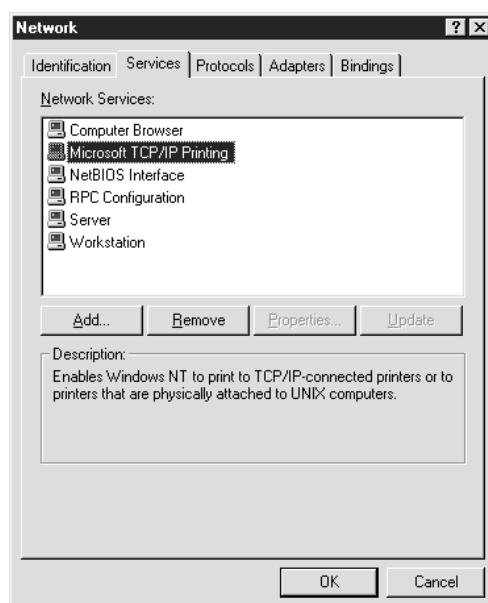 Network
Identification Services Protocols Adapters Bindings
Network Services:
Computer Browser
Microsoft TCP/IP Printing
NetBIOS Interface
RPC Configuration
Server
Workstation
Add... Remove Properties... Update
Description:
Enables Windows NT to print to TCP/IP-connected printers or to
printers that are physically attached to UNIX computers.
OK Cancel